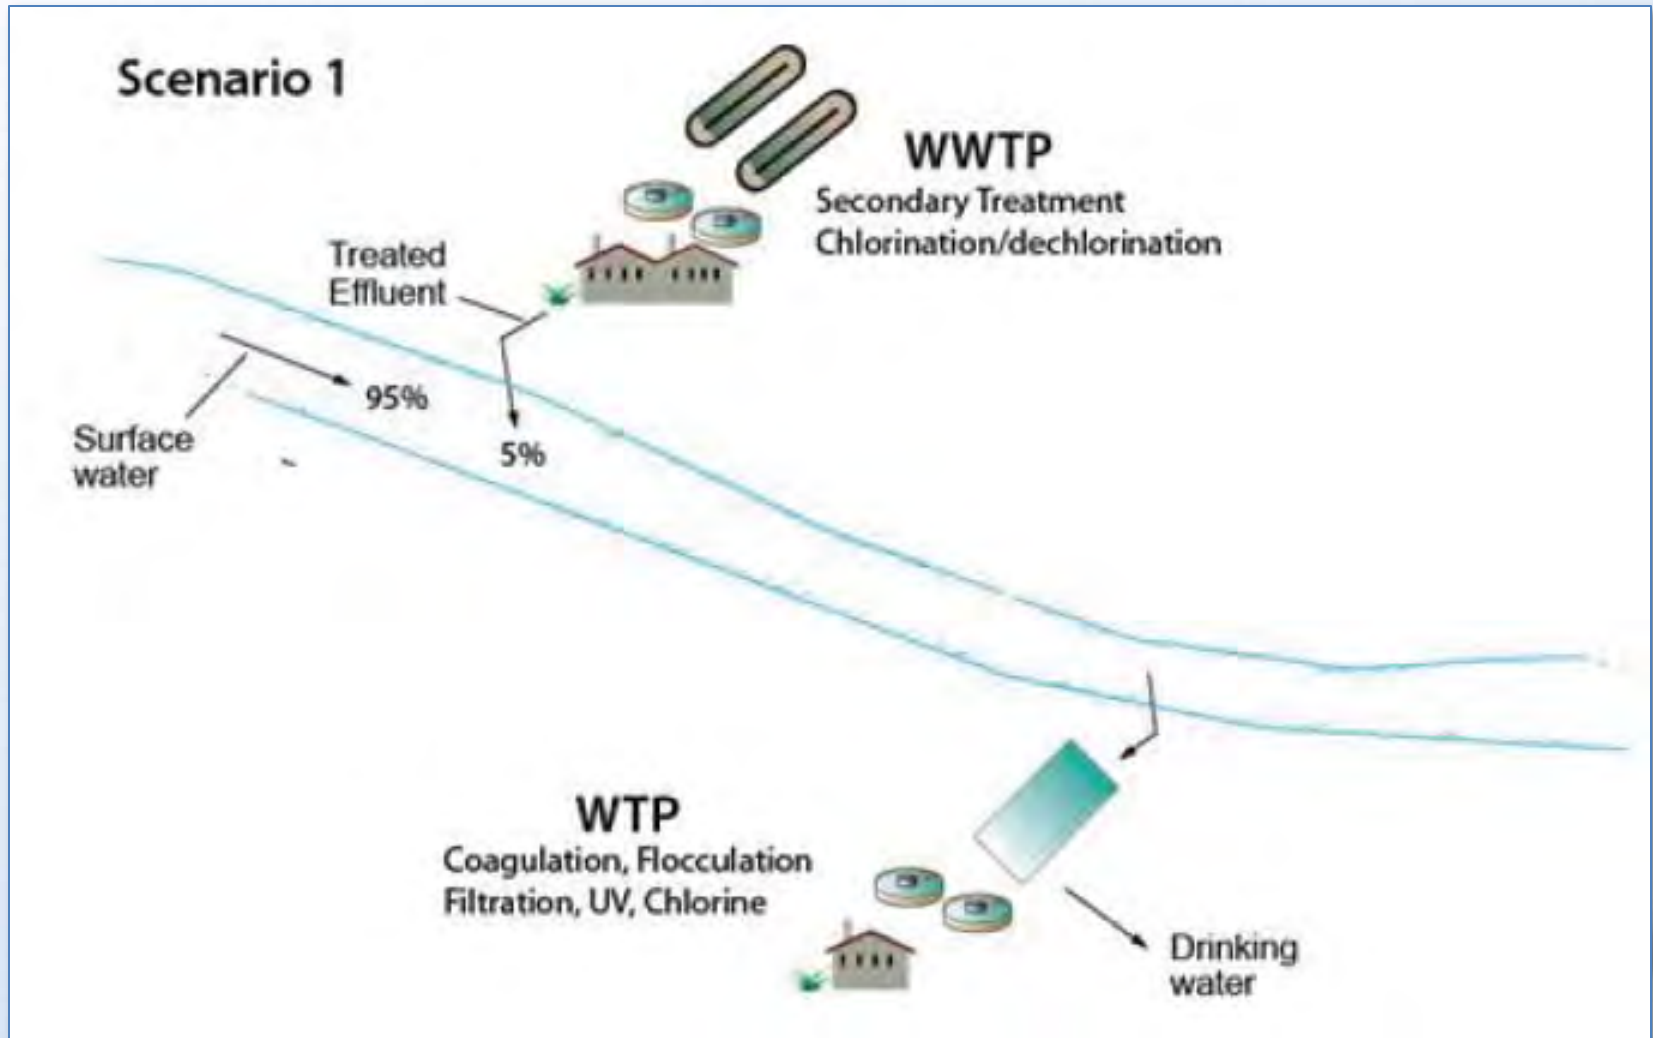 Scenario 1
WWTP
Secondary Treatment
Chlorination/dechlorination
Treated
Effluent
95%
5%
Surface
water
WTP
Coagulation, Flocculation
Filtration, UV, Chlorine
Drinking
water